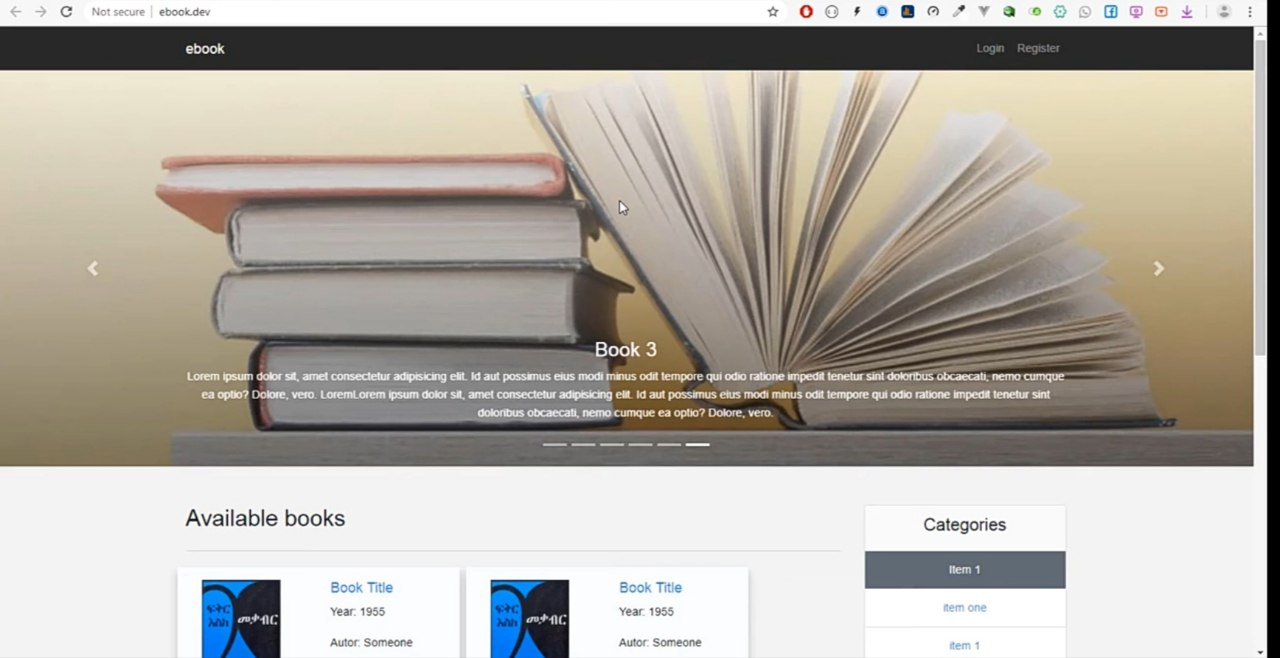 Not secure | ebook.dev
ebook
Login Register
Book 3
Lorem ipsum dolor sit, amet consectetur adipisicing elit. Id aut possimus eius modi minus odit tempore qui odio ratione impedit tenetur sint doloribus obcaecati, nemo cumque
ea optio? Dolore, vero. LoremLorem ipsum dolor sit, amet consectetur adipisicing elit. Id aut possimus eius modi minus odit tempore qui odio ratione impedit tenetur sint
doloribus obcaecati, nemo cumque ea optio? Dolore, vero.
Available books
ፍቅር
እስከ
መቃብር
Book Title
Year: 1955
Autor: Someone
ፍቅር
እስከ
መቃብር
Book Title
Year: 1955
Autor: Someone
Categories
Item 1
item one
item 1